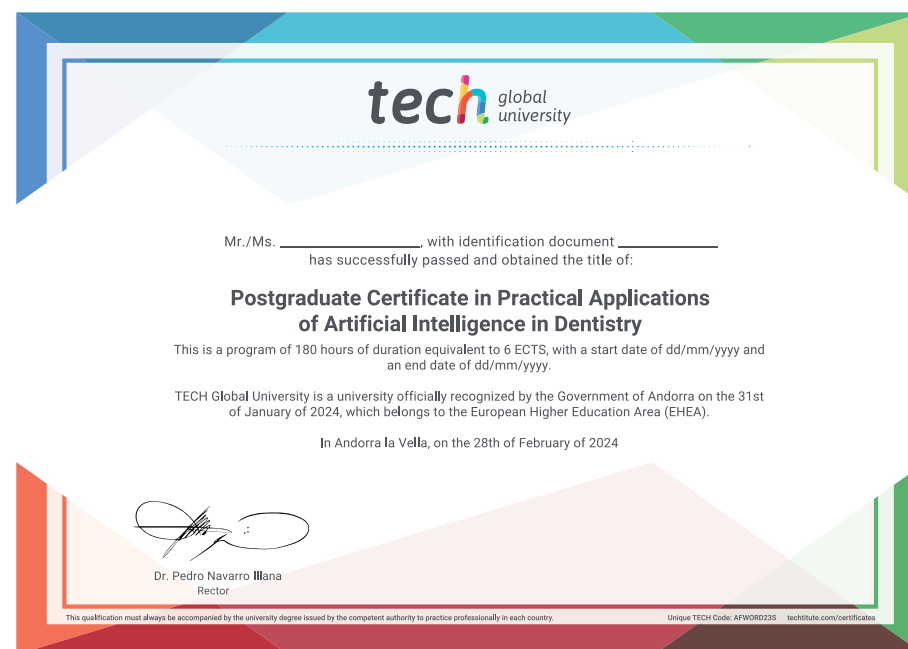 tech global university
Mr./Ms. ____________________, with identification document ______________
has successfully passed and obtained the title of:
Postgraduate Certificate in Practical Applications
of Artificial Intelligence in Dentistry
This is a program of 180 hours of duration equivalent to 6 ECTS, with a start date of dd/mm/yyyy and
an end date of dd/mm/yyyy.
TECH Global University is a university officially recognized by the Government of Andorra on the 31st
of January of 2024, which belongs to the European Higher Education Area (EHEA).
In Andorra la Vella, on the 28th of February of 2024
Dr. Pedro Navarro Illana
Rector
This qualification must always be accompanied by the university degree issued by the competent authority to practice professionally in each country.
Unique TECH Code: AFWORD23S techtitute.com/certificates